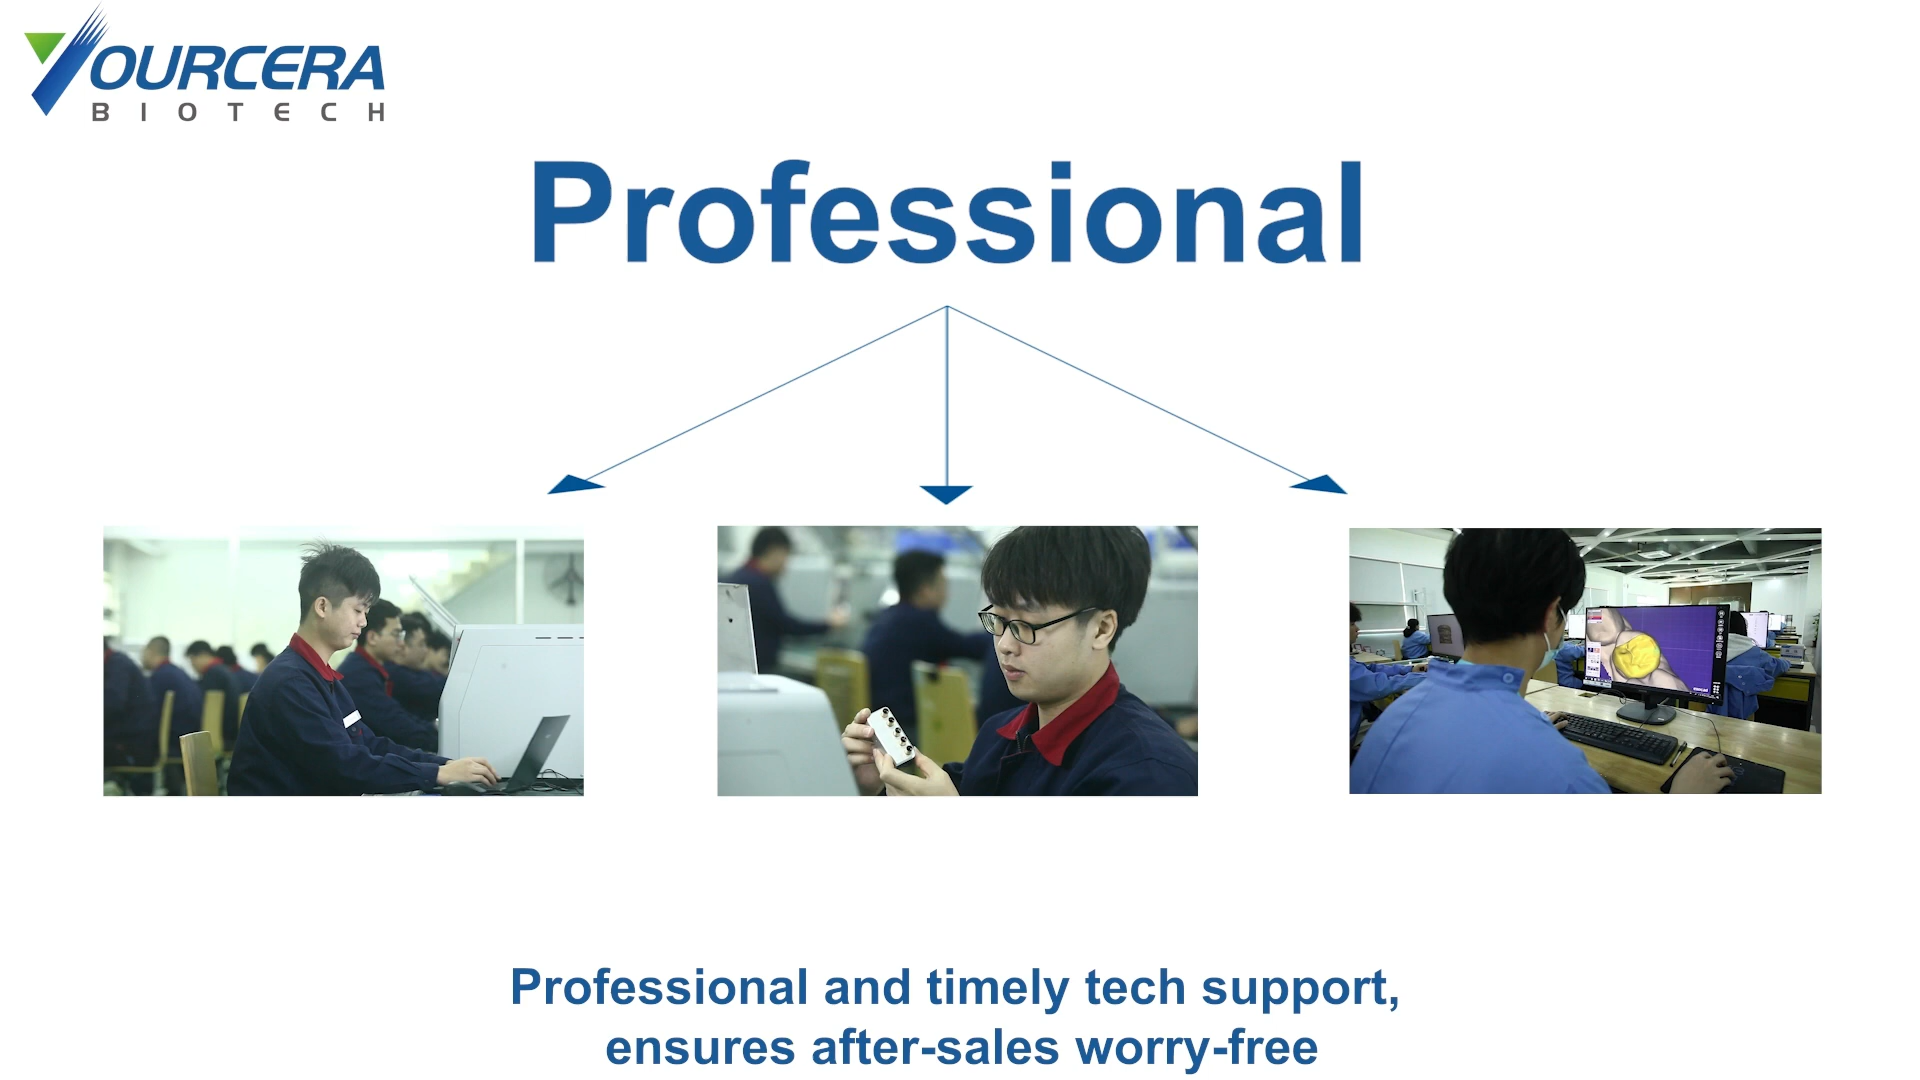 YOURCERA
BIOTECH
Professional
Professional and timely tech support,
ensures after-sales worry-free